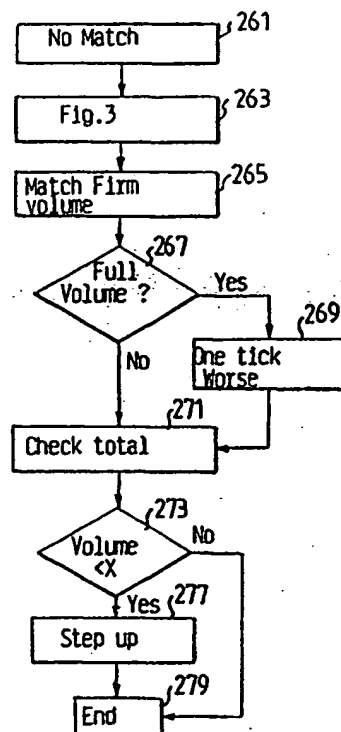 No Match
261
Fig.3
263
Match Firm
volume
265
267
Full
Volume ?
Yes
No
269
One tick
Worse
271
Check total
273
Volume
<X
No
Yes
277
Step up
279
End